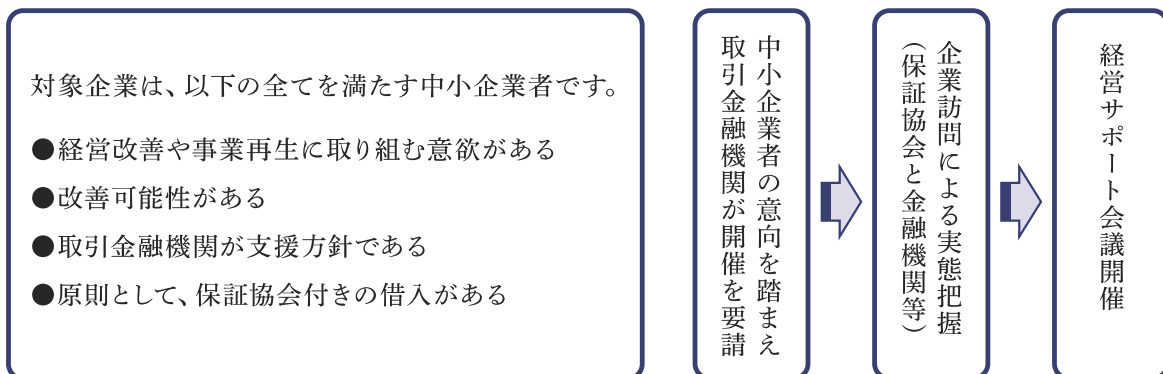 対象企業は、以下の全てを満たす中小企業者です。
●経営改善や事業再生に取り組む意欲がある
●改善可能性がある
●取引金融機関が支援方針である
●原則として、保証協会付きの借入がある
中小企業者の意向を踏まえ
取引金融機関が開催を要請
企業訪問による実態把握
(保証協会と金融機関等)
経営サポート会議開催